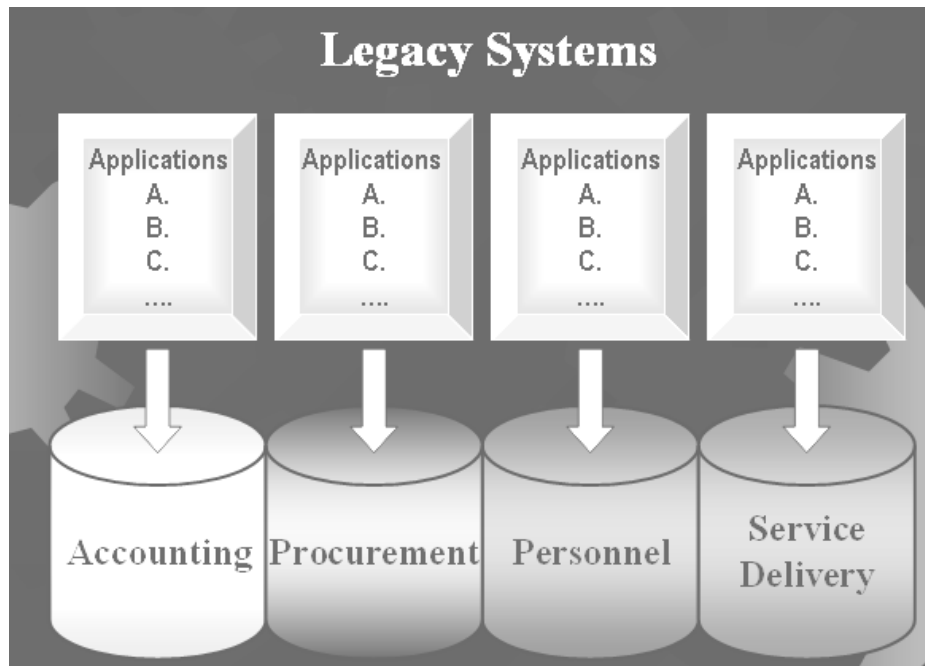 Legacy Systems
Applications
A.
B.
C.
....
Applications
A.
B.
C.
....
Applications
A.
B.
C.
....
Applications
A.
B.
C.
....
Accounting
Procurement
Personnel
Service
Delivery